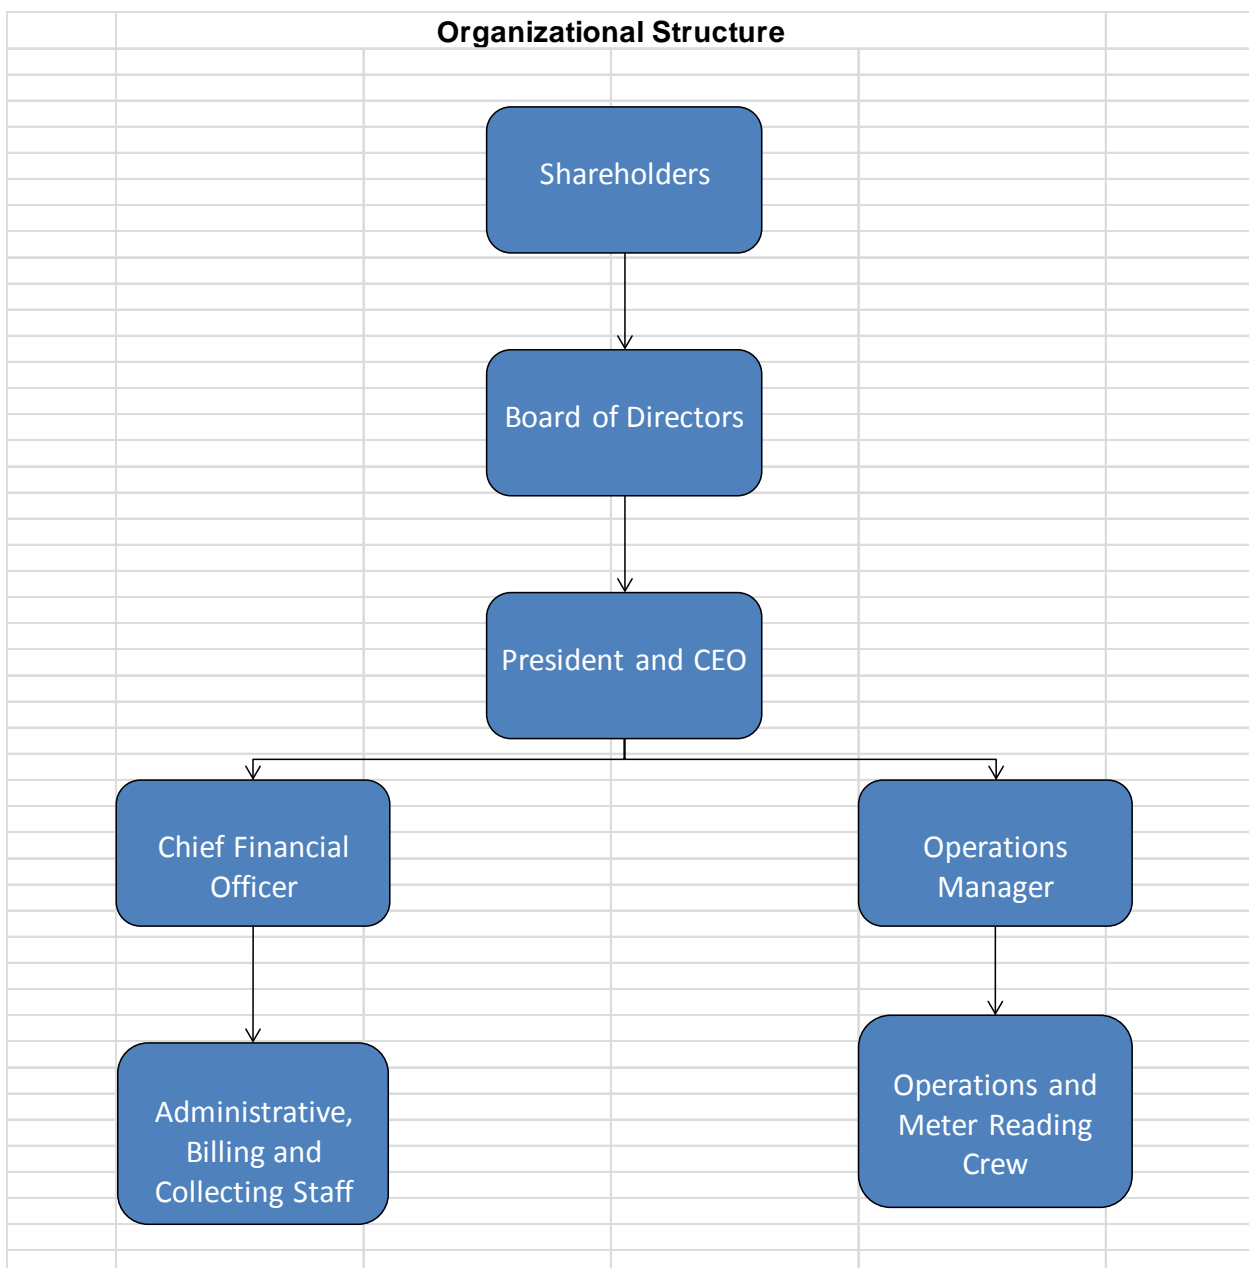 Organizational Structure
Shareholders
Board of Directors
President and CEO
Chief Financial
Officer
Operations
Manager
Administrative,
Billing and
Collecting Staff
Operations and
Meter Reading
Crew